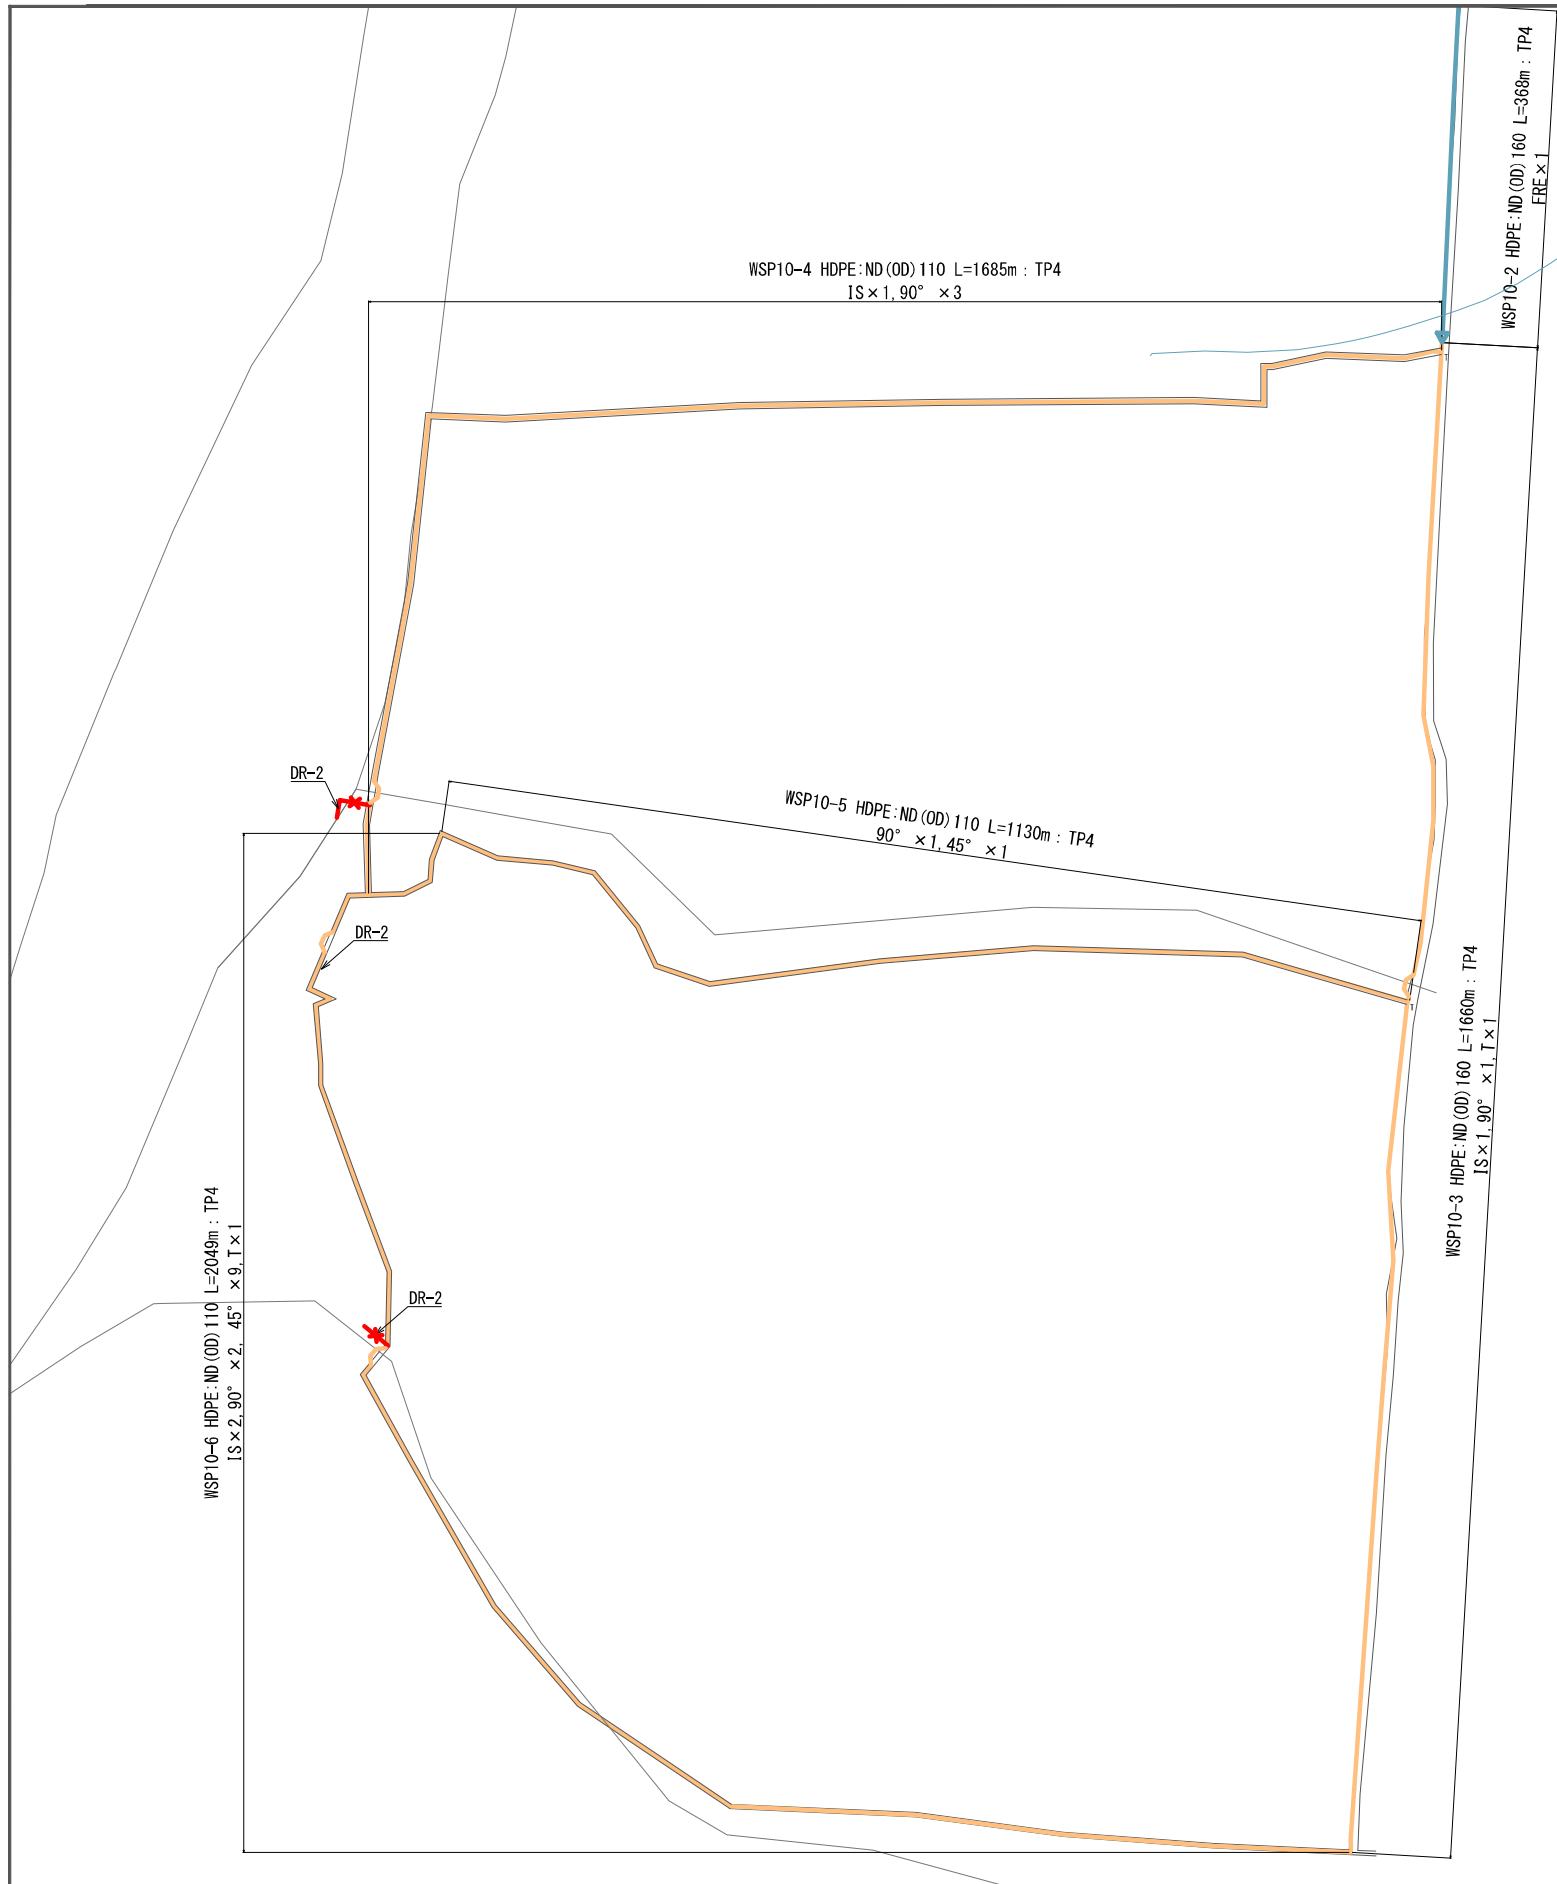 WSP10-2 HDPE:ND(OD)160 L=368m : TP4
FRE×1
WSP10-4 HDPE:ND(OD)110 L=1685m : TP4
IS×1,90° ×3
DR-2
WSP10-5 HDPE:ND(OD)110 L=1130m : TP4
90° ×1,45° ×1
DR-2
WSP10-3 HDPE:ND(OD)160 L=1660m : TP4
IS×1,90° ×1,T×1
WSP10-6 HDPE:ND(OD)110 L=2049m : TP4
IS×2,90° ×2, 45° ×9,T×1
DR-2